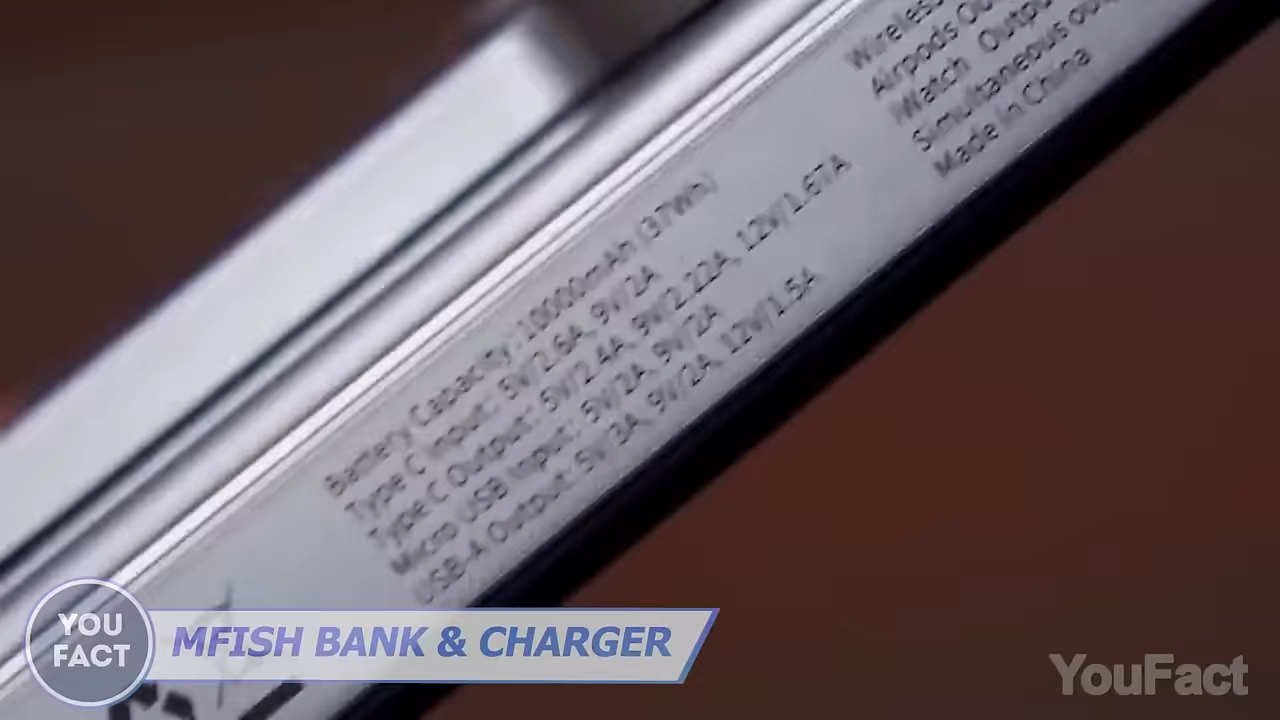 Wireless
Airpods Ou
iWatch Outpu
Simultaneous out
Made in China
Battery Capacity: 10000mAh (37Wh)
Type C Input: 5V/2.6A, 9V/2A
Type C Output: 5V/2.4A, 9V/2.22A, 12V/1.67A
Micro USB Input: 5V/2A, 9V/2A
USB-A Output: 5V/3A, 9V/2A, 12V/1.5A
YOU
FACT
MFISH BANK & CHARGER
YouFact